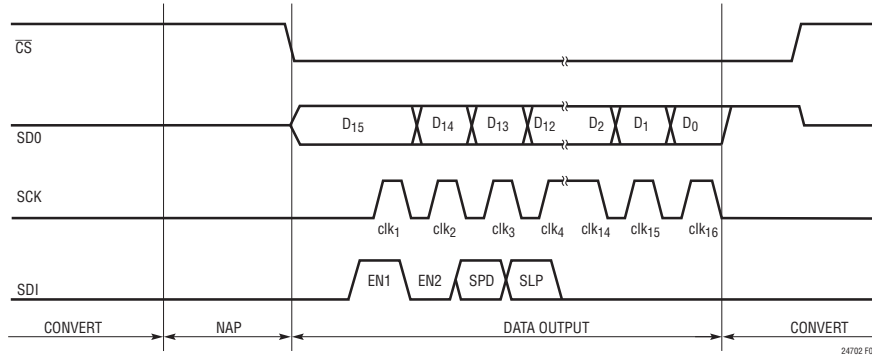 CS
SD0
D15 D14 D13 D12 D2 D1 D0
SCK
clk1 clk2 clk3 clk4 clk14 clk15 clk16
SDI
EN1 EN2 SPD SLP
CONVERT NAP DATA OUTPUT CONVERT
24702 F0